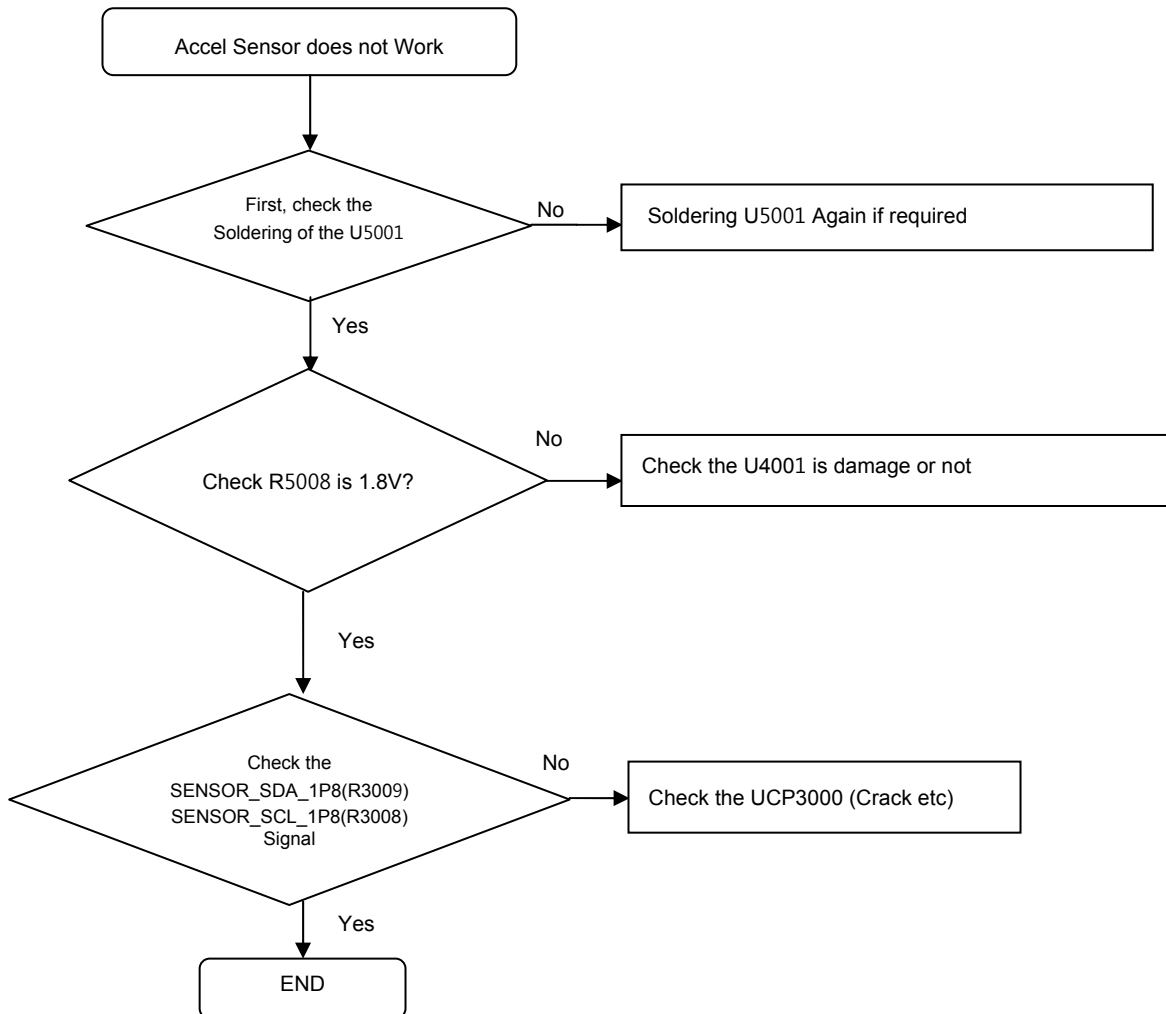 Accel Sensor does not Work
First, check the
Soldering of the U5001
No
Soldering U5001 Again if required
Yes
Check R5008 is 1.8V?
No
Check the U4001 is damage or not
Yes
Check the
SENSOR_SDA_1P8(R3009)
SENSOR_SCL_1P8(R3008)
Signal
No
Check the UCP3000 (Crack etc)
Yes
END